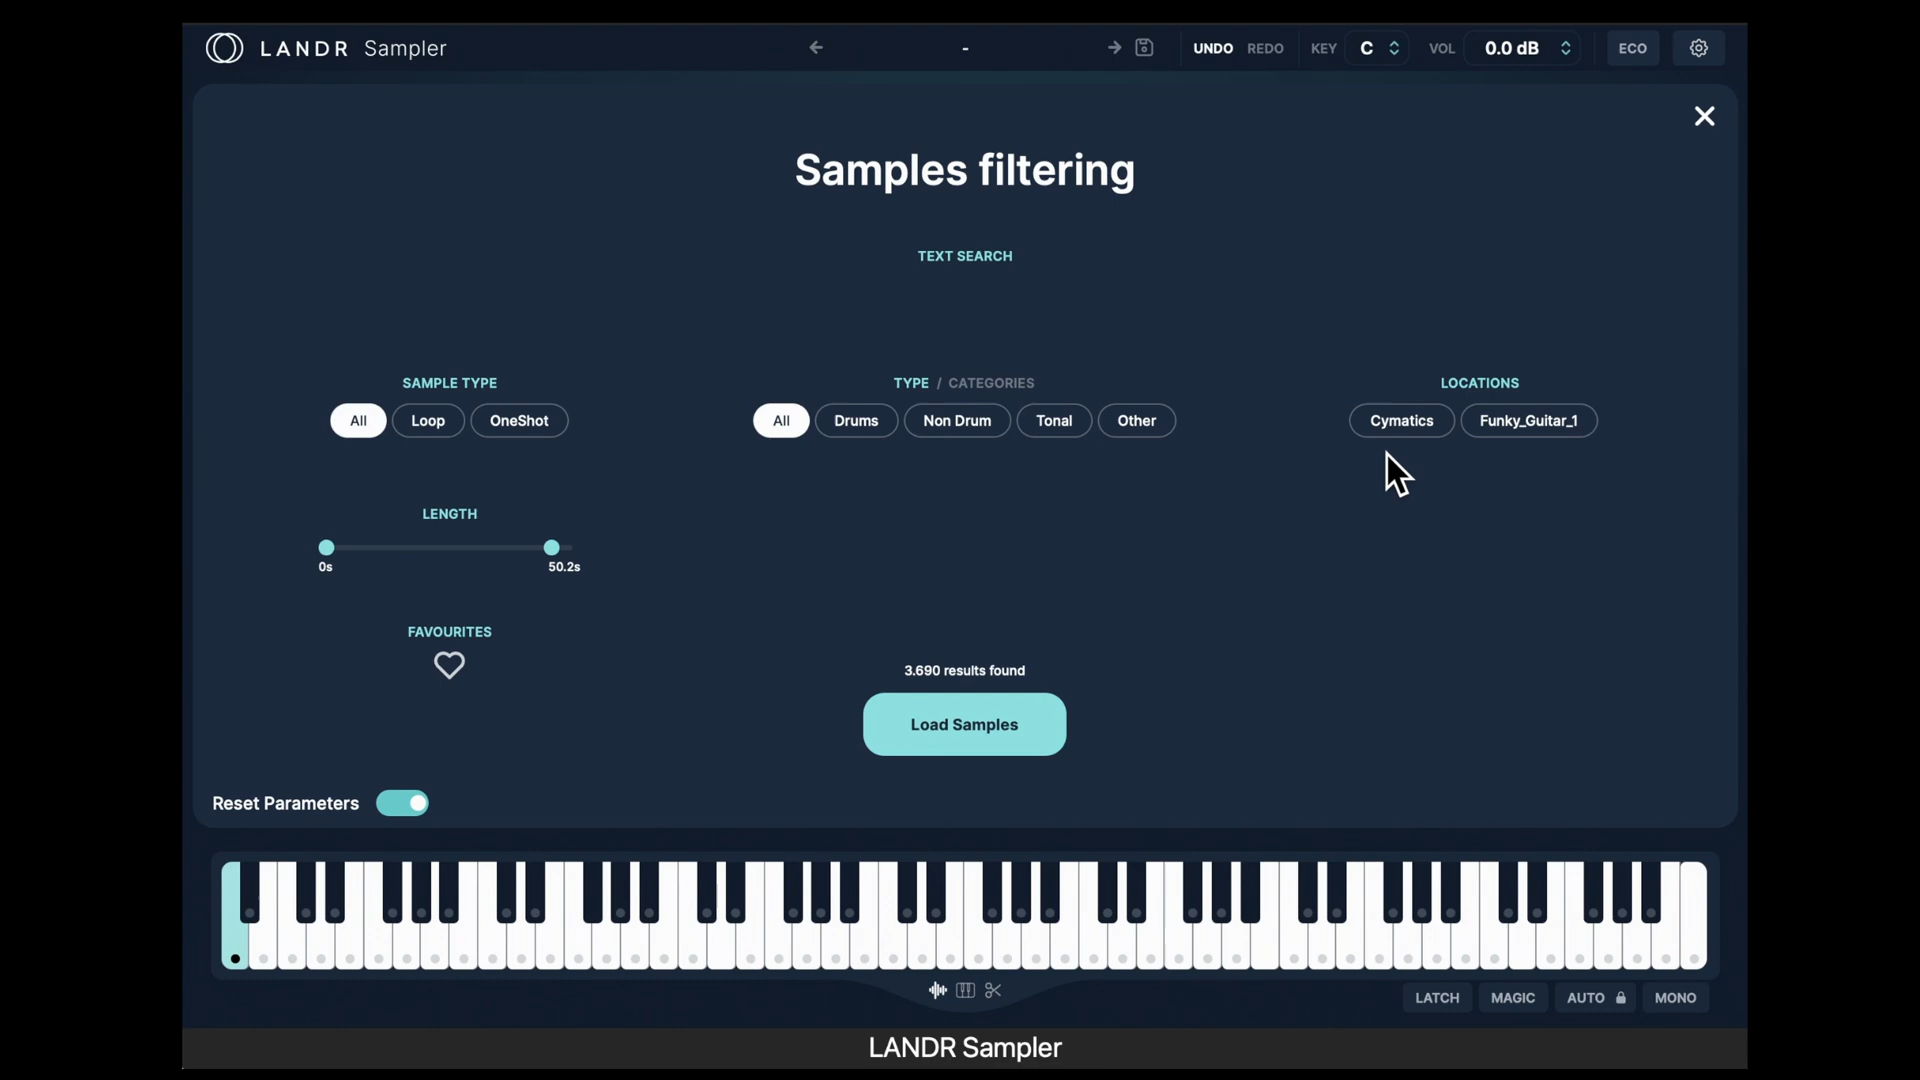 LANDR Sampler
-
UNDO REDO KEY C VOL 0.0 dB ECO
Samples filtering
TEXT SEARCH
SAMPLE TYPE
All Loop OneShot
TYPE / CATEGORIES
All Drums Non Drum Tonal Other
LOCATIONS
Cymatics Funky_Guitar_1
LENGTH
0s 50.2s
FAVOURITES
3.690 results found
Load Samples
Reset Parameters
LATCH MAGIC AUTO MONO
LANDR Sampler